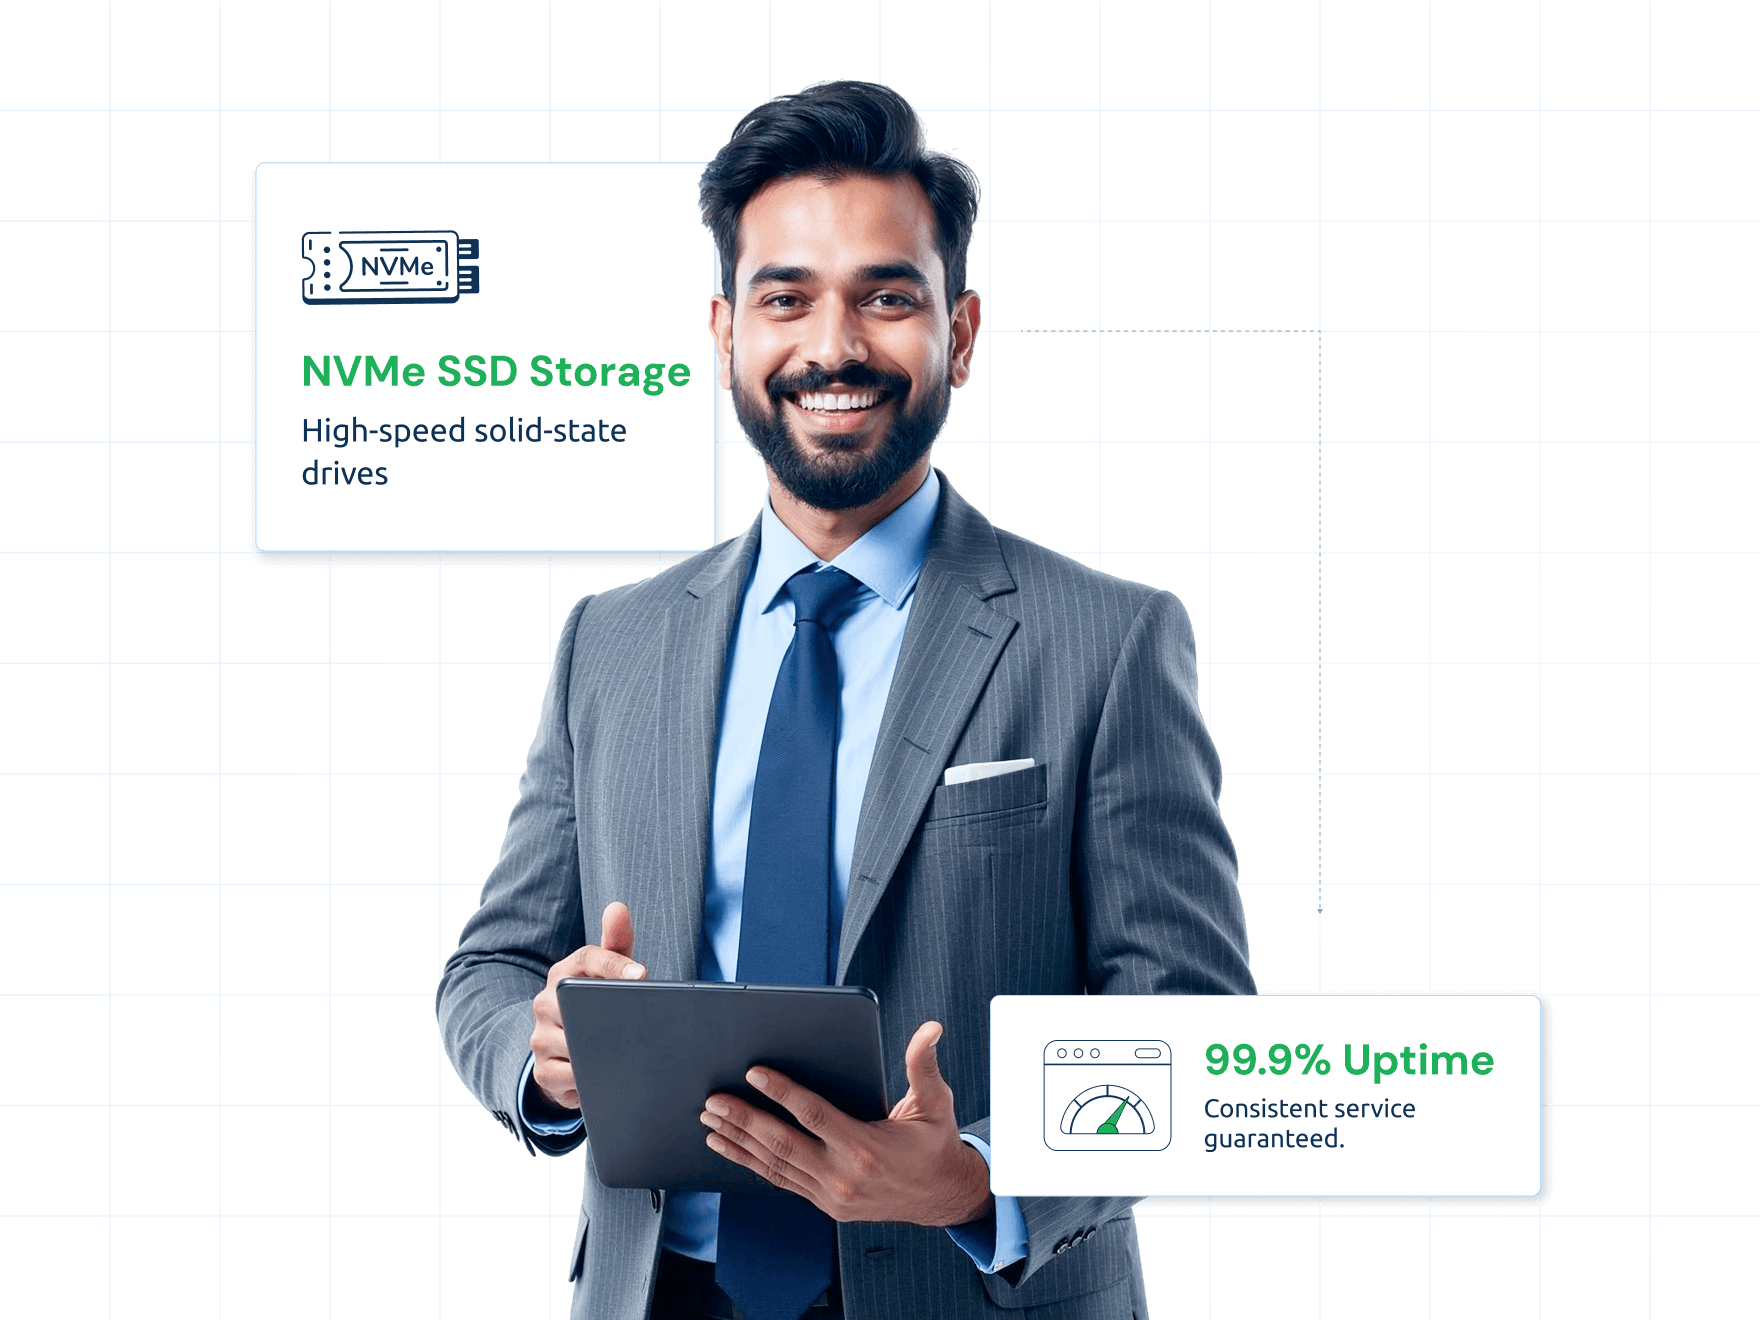 NVMe
NVMe SSD Storage
High-speed solid-state
drives
99.9% Uptime
Consistent service
guaranteed.